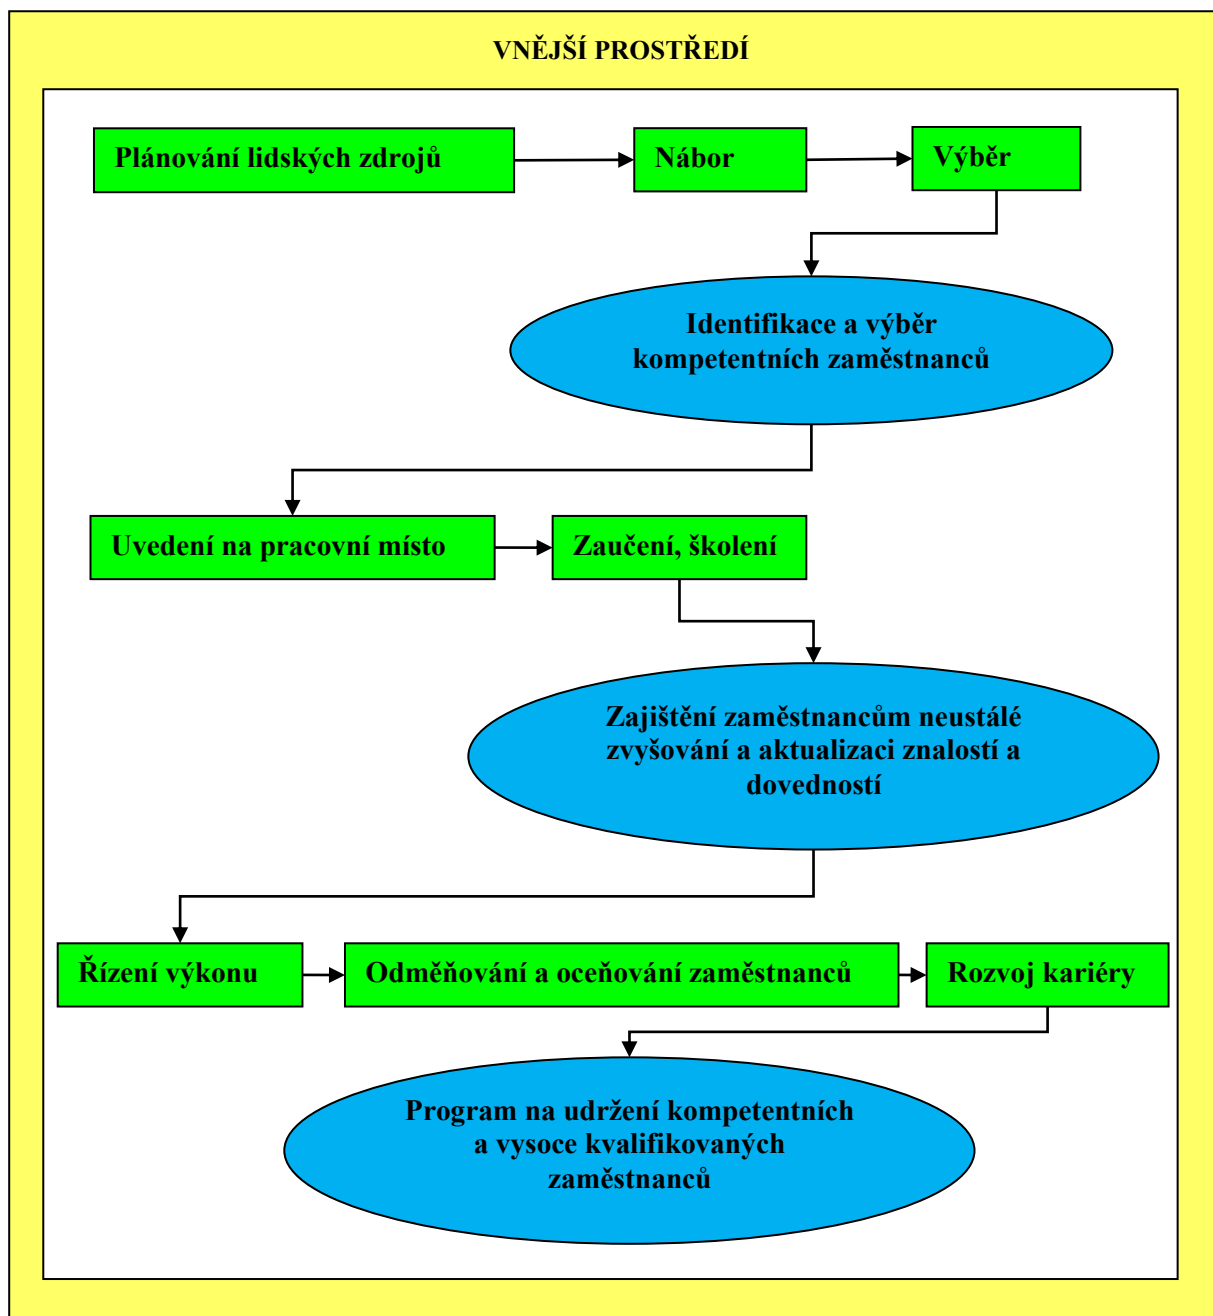 VNĚJŠÍ PROSTŘEDÍ
Plánování lidských zdrojů
Nábor
Výběr
Identifikace a výběr
kompetentních zaměstnanců
Uvedení na pracovní místo
Zaučení, školení
Zajištění zaměstnancům neustálé
zvyšování a aktualizaci znalostí a
dovedností
Řízení výkonu
Odměňování a oceňování zaměstnanců
Rozvoj kariéry
Program na udržení kompetentních
a vysoce kvalifikovaných
zaměstnanců